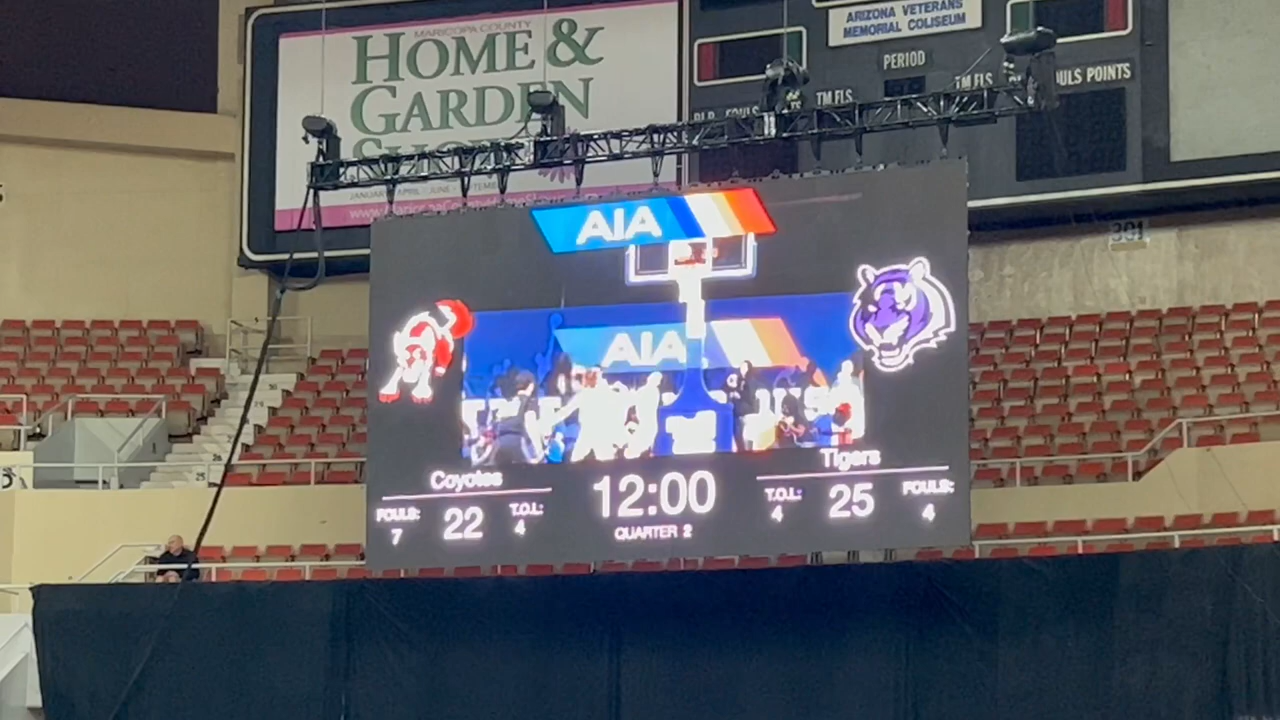 MARICOPA COUNTY
HOME &
GARDEN
ARIZONA VETERANS
MEMORIAL COLISEUM
PERIOD
TM FLS
TM FLS
POINTS
301
AIA
AIA
Coyotes
Tigers
FOULS:
7
22
T.O.L:
4
12:00
QUARTER 2
T.O.L:
4
25
FOULS:
4